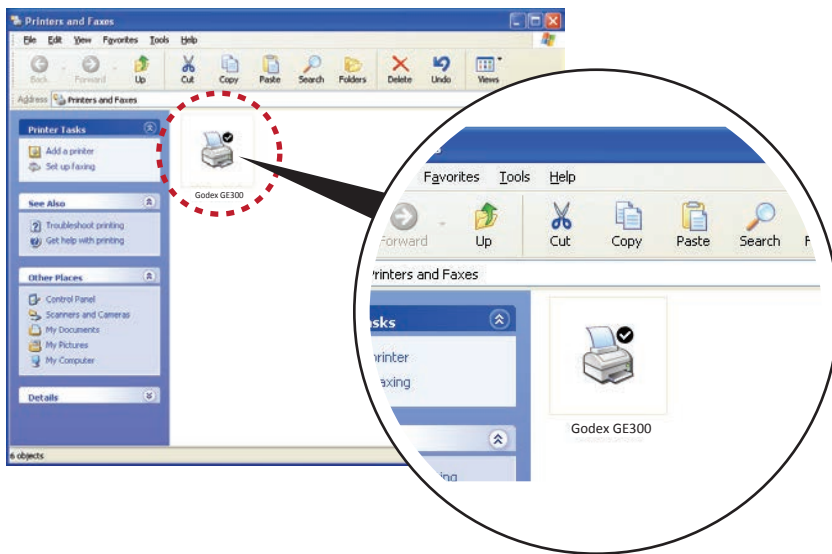 Printers and Faxes
File Edit View Favorites Tools Help
Back Forward Up Cut Copy Paste Search Folders Delete Undo Views
Address Printers and Faxes
Printer Tasks
Add a printer
Set up faxing
See Also
Troubleshoot printing
Get help with printing
Other Places
Control Panel
Scanners and Cameras
My Documents
My Pictures
My Computer
Details
6 objects
Godex GE300
s
Favorites Tools Help
Forward Up Cut Copy Paste Search F
Printers and Faxes
sks
printer
axing
ing
Godex GE300